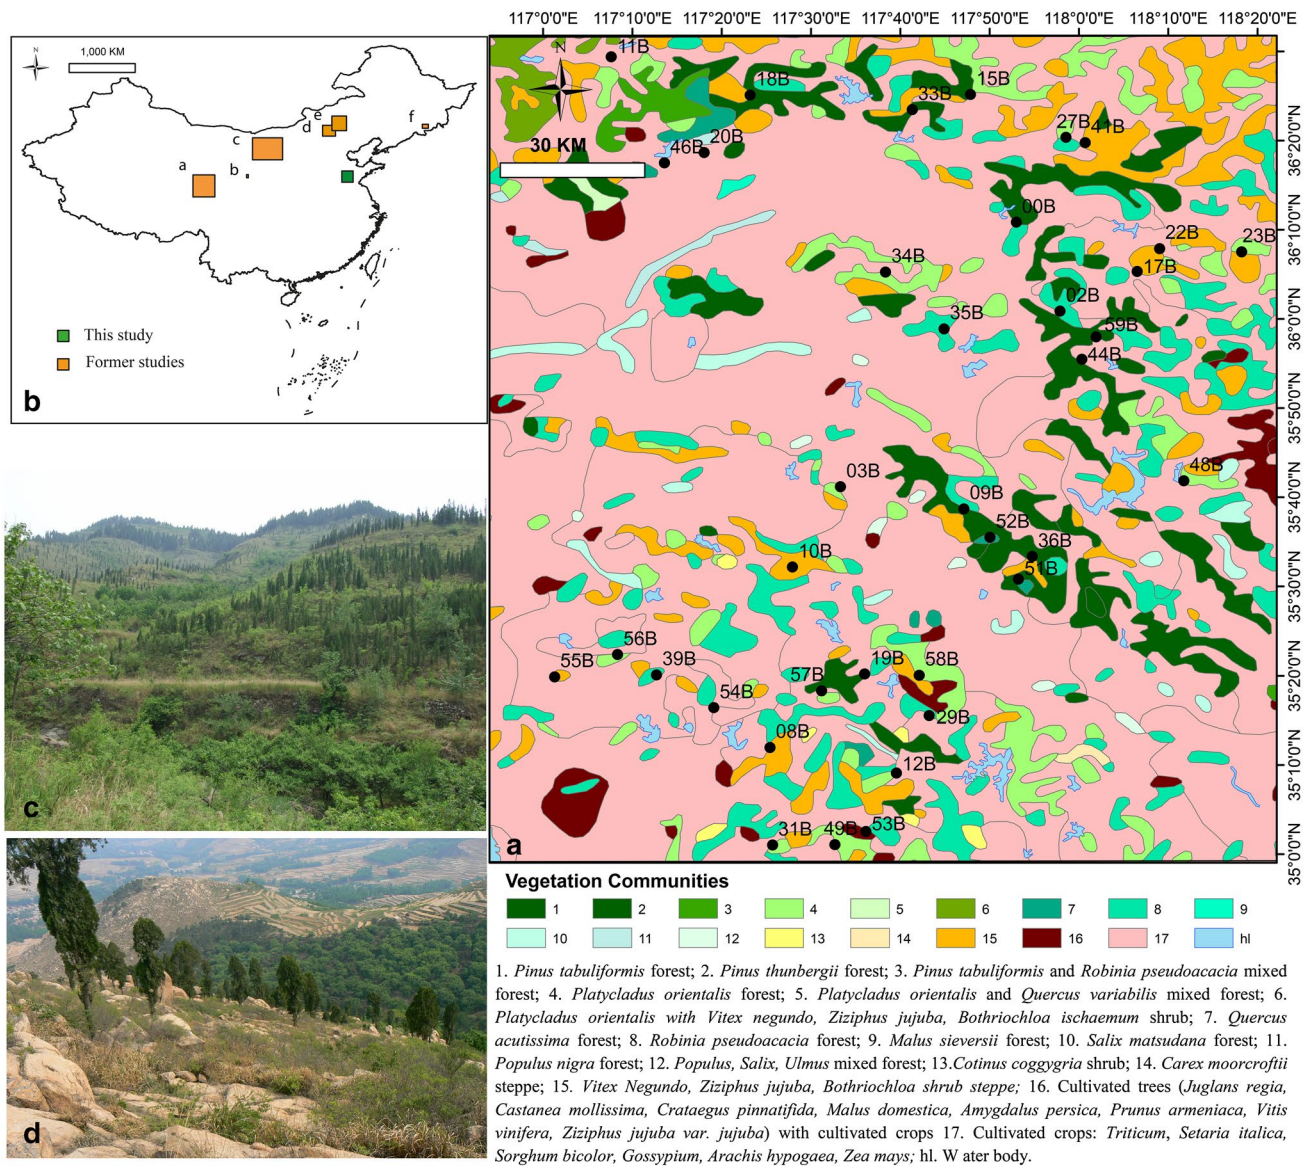 117°0'0"E 117°10'0"E 117°20'0"E 117°30'0"E 117°40'0"E 117°50'0"E 118°0'0"E 118°10'0"E 118°20'0"E
N
1,000 KM
a
b
c
d
e
f
This study
Former studies
b
N
30 KM
11B
18B
15B
33B
20B
46B
27B
41B
00B
22B
23B
17B
34B
02B
35B
59B
44B
48B
03B
09B
52B
36B
10B
51B
56B
55B
39B
57B
19B
58B
54B
29B
08B
12B
31B
49B
53B
a
36°20'0"N
36°10'0"N
36°0'0"N
35°50'0"N
35°40'0"N
35°30'0"N
35°20'0"N
35°10'0"N
35°0'0"N
c
d
Vegetation Communities
1 2 3 4 5 6 7 8 9
10 11 12 13 14 15 16 17 hl
1. Pinus tabuliformis forest; 2. Pinus thunbergii forest; 3. Pinus tabuliformis and Robinia pseudoacacia mixed
forest; 4. Platycladus orientalis forest; 5. Platycladus orientalis and Quercus variabilis mixed forest; 6.
Platycladus orientalis with Vitex negundo, Ziziphus jujuba, Bothriochloa ischaemum shrub; 7. Quercus
acutissima forest; 8. Robinia pseudoacacia forest; 9. Malus sieversii forest; 10. Salix matsudana forest; 11.
Populus nigra forest; 12. Populus, Salix, Ulmus mixed forest; 13.Cotinus coggygria shrub; 14. Carex moorcroftii
steppe; 15. Vitex Negundo, Ziziphus jujuba, Bothriochloa shrub steppe; 16. Cultivated trees (Juglans regia,
Castanea mollissima, Crataegus pinnatifida, Malus domestica, Amygdalus persica, Prunus armeniaca, Vitis
vinifera, Ziziphus jujuba var. jujuba) with cultivated crops 17. Cultivated crops: Triticum, Setaria italica,
Sorghum bicolor, Gossypium, Arachis hypogaea, Zea mays; hl. W ater body.